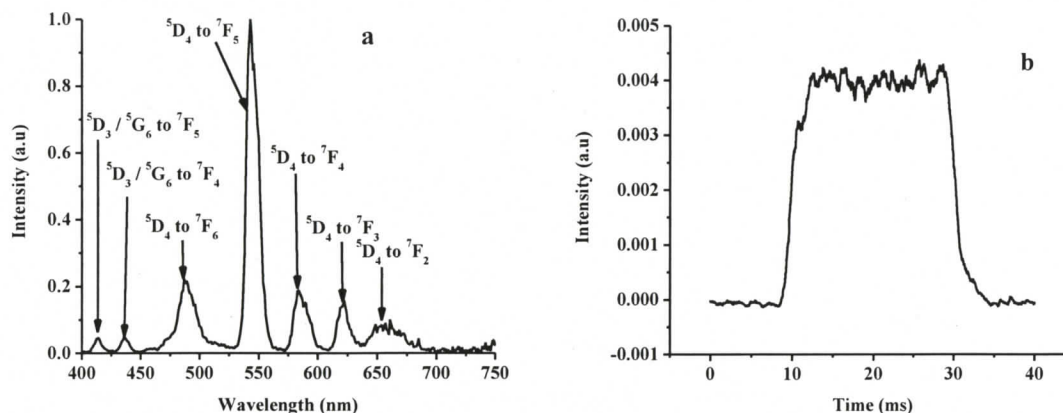 a
⁵D₄ to ⁷F₅
⁵D₃ / ⁵G₆ to ⁷F₅
⁵D₃ / ⁵G₆ to ⁷F₄
⁵D₄ to ⁷F₆
⁵D₄ to ⁷F₄
⁵D₄ to ⁷F₃
⁵D₄ to ⁷F₂
Intensity (a.u)
1.0
0.8
0.6
0.4
0.2
0.0
400 450 500 550 600 650 700 750
Wavelength (nm)
b
Intensity (a.u)
0.005
0.004
0.003
0.002
0.001
0.000
-0.001
0 10 20 30 40
Time (ms)